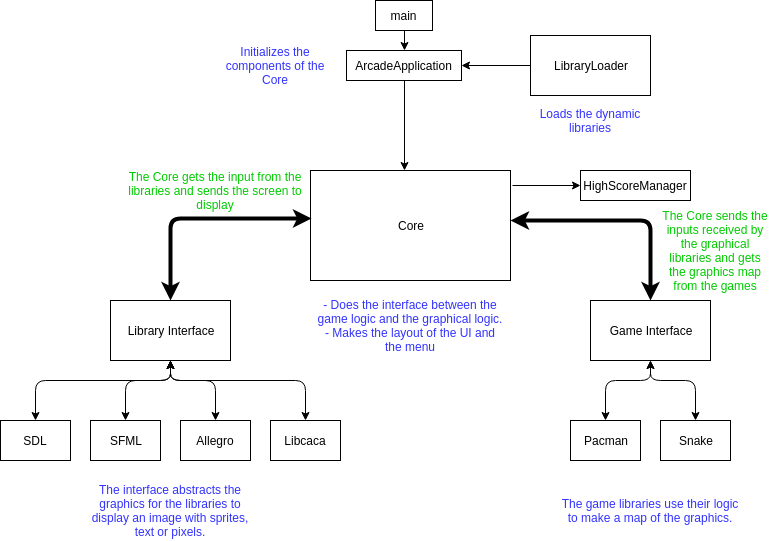 main
Initializes the
components of the
Core
ArcadeApplication
LibraryLoader
Loads the dynamic
libraries
The Core gets the input from the
libraries and sends the screen to
display
Core
HighScoreManager
The Core sends the
inputs received by
the graphical
libraries and gets
the graphics map
from the games
- Does the interface between the
game logic and the graphical logic.
- Makes the layout of the UI and
the menu
Library Interface
Game Interface
SDL
SFML
Allegro
Libcaca
Pacman
Snake
The interface abstracts the
graphics for the libraries to
display an image with sprites,
text or pixels.
The game libraries use their logic
to make a map of the graphics.